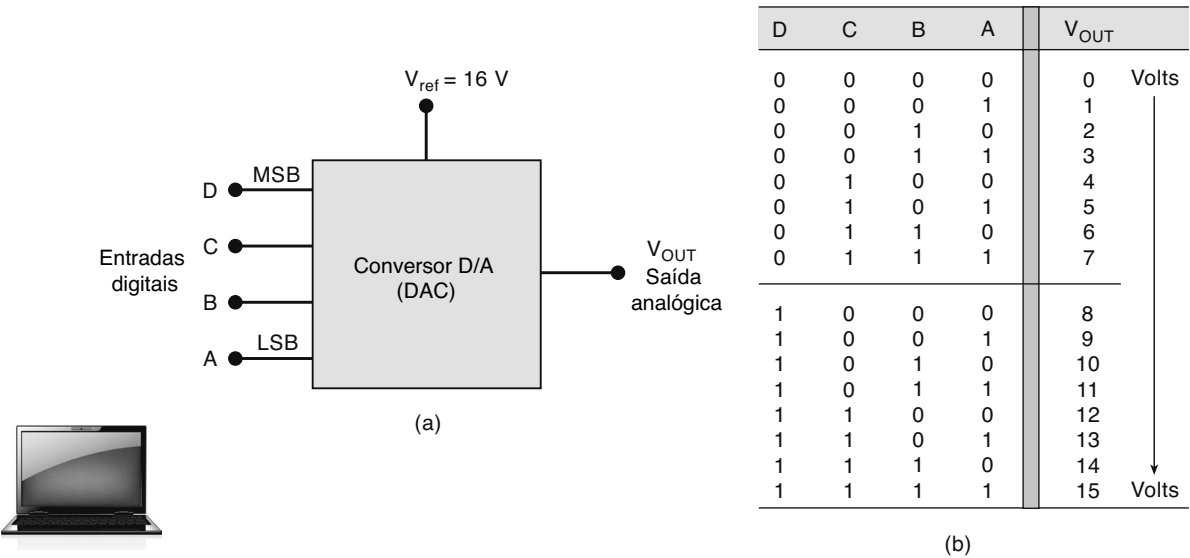 V_ref = 16 V
D MSB
C
Entradas digitais
B
A LSB
Conversor D/A
(DAC)
V_OUT
Saída
analógica
(a)
D C B A V_OUT
0 0 0 0 0 Volts
0 0 0 1 1
0 0 1 0 2
0 0 1 1 3
0 1 0 0 4
0 1 0 1 5
0 1 1 0 6
0 1 1 1 7
1 0 0 0 8
1 0 0 1 9
1 0 1 0 10
1 0 1 1 11
1 1 0 0 12
1 1 0 1 13
1 1 1 0 14
1 1 1 1 15 Volts
(b)